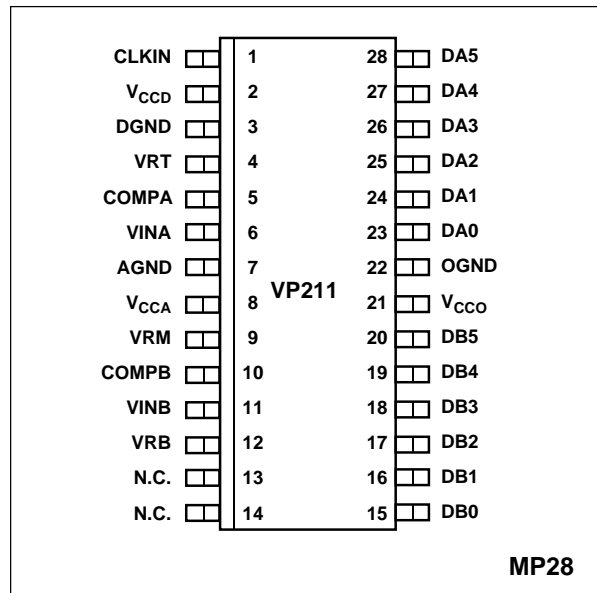 CLKIN 1 28 DA5
VCCD 2 27 DA4
DGND 3 26 DA3
VRT 4 25 DA2
COMPA 5 24 DA1
VINA 6 23 DA0
AGND 7 22 OGND
VP211
VCCA 8 21 VCCO
VRM 9 20 DB5
COMPB 10 19 DB4
VINB 11 18 DB3
VRB 12 17 DB2
N.C. 13 16 DB1
N.C. 14 15 DB0
MP28